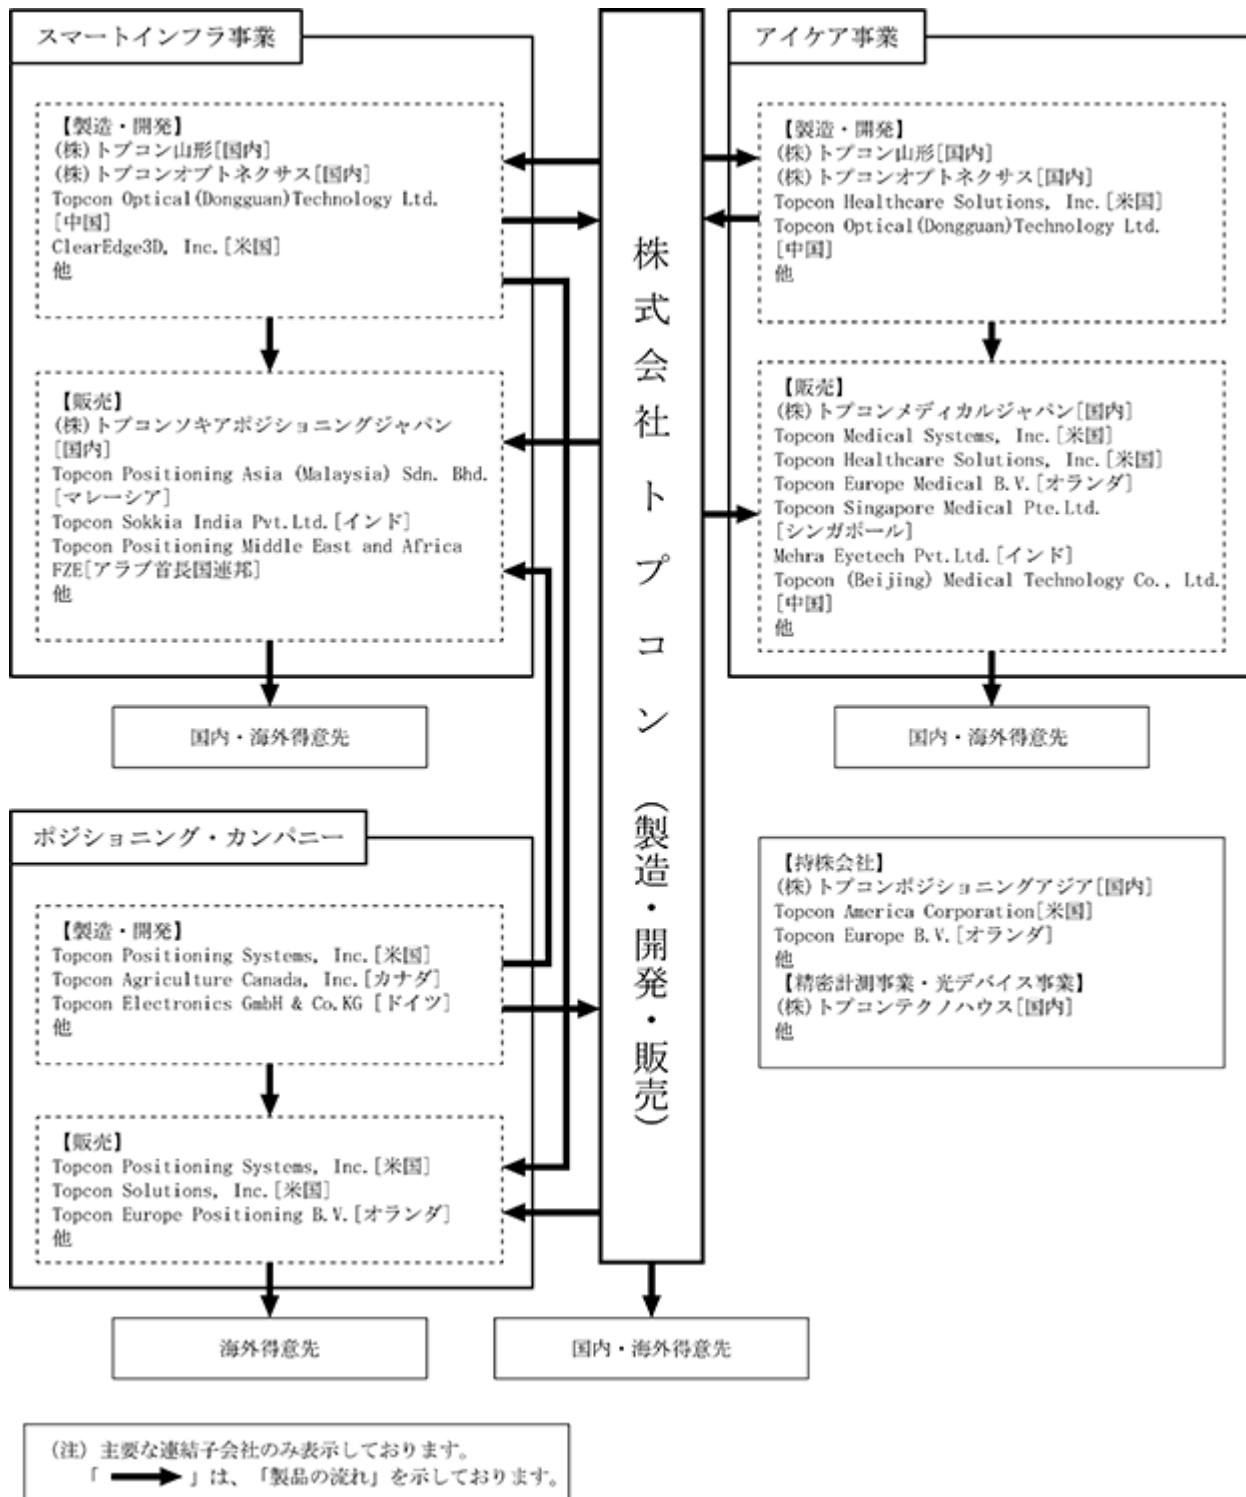 スマートインフラ事業
【製造・開発】
(株)トプコン山形[国内]
(株)トプコンオプトネクサス[国内]
Topcon Optical(Dongguan)Technology Ltd.
[中国]
ClearEdge3D, Inc.[米国]
他
【販売】
(株)トプコンソキアポジショニングジャパン
[国内]
Topcon Positioning Asia (Malaysia) Sdn. Bhd.
[マレーシア]
Topcon Sokkia India Pvt.Ltd.[インド]
Topcon Positioning Middle East and Africa
FZE[アラブ首長国連邦]
他
国内・海外得意先
ポジショニング・カンパニー
【製造・開発】
Topcon Positioning Systems, Inc.[米国]
Topcon Agriculture Canada, Inc.[カナダ]
Topcon Electronics GmbH & Co.KG [ドイツ]
他
【販売】
Topcon Positioning Systems, Inc.[米国]
Topcon Solutions, Inc.[米国]
Topcon Europe Positioning B.V.[オランダ]
他
海外得意先
株式会社トプコン (製造・開発・販売)
国内・海外得意先
アイケア事業
【製造・開発】
(株)トプコン山形[国内]
(株)トプコンオプトネクサス[国内]
Topcon Healthcare Solutions, Inc.[米国]
Topcon Optical(Dongguan)Technology Ltd.
[中国]
他
【販売】
(株)トプコンメディカルジャパン[国内]
Topcon Medical Systems, Inc.[米国]
Topcon Healthcare Solutions, Inc.[米国]
Topcon Europe Medical B.V.[オランダ]
Topcon Singapore Medical Pte.Ltd.
[シンガポール]
Mehra Eyetech Pvt.Ltd.[インド]
Topcon (Beijing) Medical Technology Co., Ltd.
[中国]
他
国内・海外得意先
【持株会社】
(株)トプコンポジショニングアジア[国内]
Topcon America Corporation[米国]
Topcon Europe B.V.[オランダ]
他
【精密計測事業・光デバイス事業】
(株)トプコンテクノハウス[国内]
他
(注) 主要な連結子会社のみ表示しております。
「 ➡ 」は、「製品の流れ」を示しております。